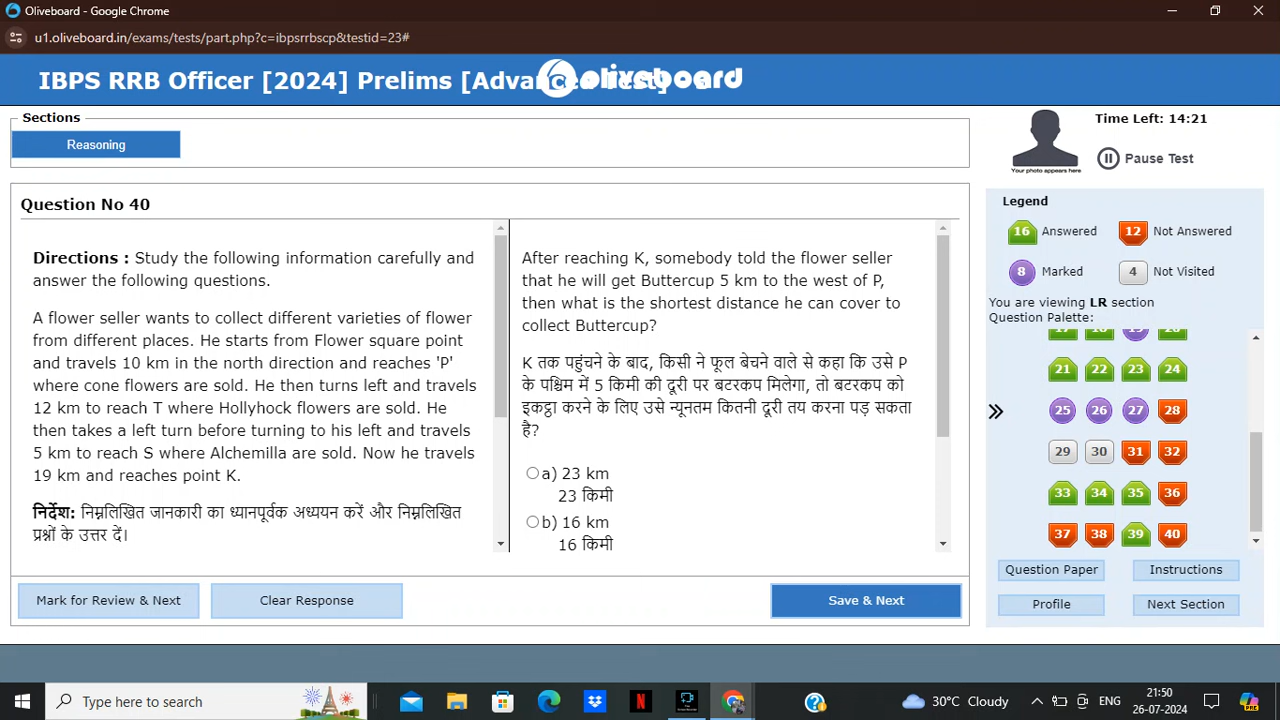 Oliveboard - Google Chrome
u1.oliveboard.in/exams/tests/part.php?c=ibpsrrbscp&testid=23#
IBPS RRB Officer [2024] Prelims [Advanced Test]
oliveboard
Sections
Reasoning
Question No 40
Directions : Study the following information carefully and
answer the following questions.
A flower seller wants to collect different varieties of flower
from different places. He starts from Flower square point
and travels 10 km in the north direction and reaches 'P'
where cone flowers are sold. He then turns left and travels
12 km to reach T where Hollyhock flowers are sold. He
then takes a left turn before turning to his left and travels
5 km to reach S where Alchemilla are sold. Now he travels
19 km and reaches point K.
निर्देश: निम्नलिखित जानकारी का ध्यानपूर्वक अध्ययन करें और निम्नलिखित
प्रश्नों के उत्तर दें।
After reaching K, somebody told the flower seller
that he will get Buttercup 5 km to the west of P,
then what is the shortest distance he can cover to
collect Buttercup?
K तक पहुंचने के बाद, किसी ने फूल बेचने वाले से कहा कि उसे P
के पश्चिम में 5 किमी की दूरी पर बटरकप मिलेगा, तो बटरकप को
इकट्ठा करने के लिए उसे न्यूनतम कितनी दूरी तय करना पड़ सकता
है?
a) 23 km
23 किमी
b) 16 km
16 किमी
Mark for Review & Next
Clear Response
Save & Next
Your photo appears here
Time Left: 14:21
Pause Test
Legend
16 Answered
12 Not Answered
8 Marked
4 Not Visited
You are viewing LR section
Question Palette:
17 18 19 20
21 22 23 24
25 26 27 28
29 30 31 32
33 34 35 36
37 38 39 40
Question Paper
Instructions
Profile
Next Section
Type here to search
30°C Cloudy
ENG
21:50
26-07-2024